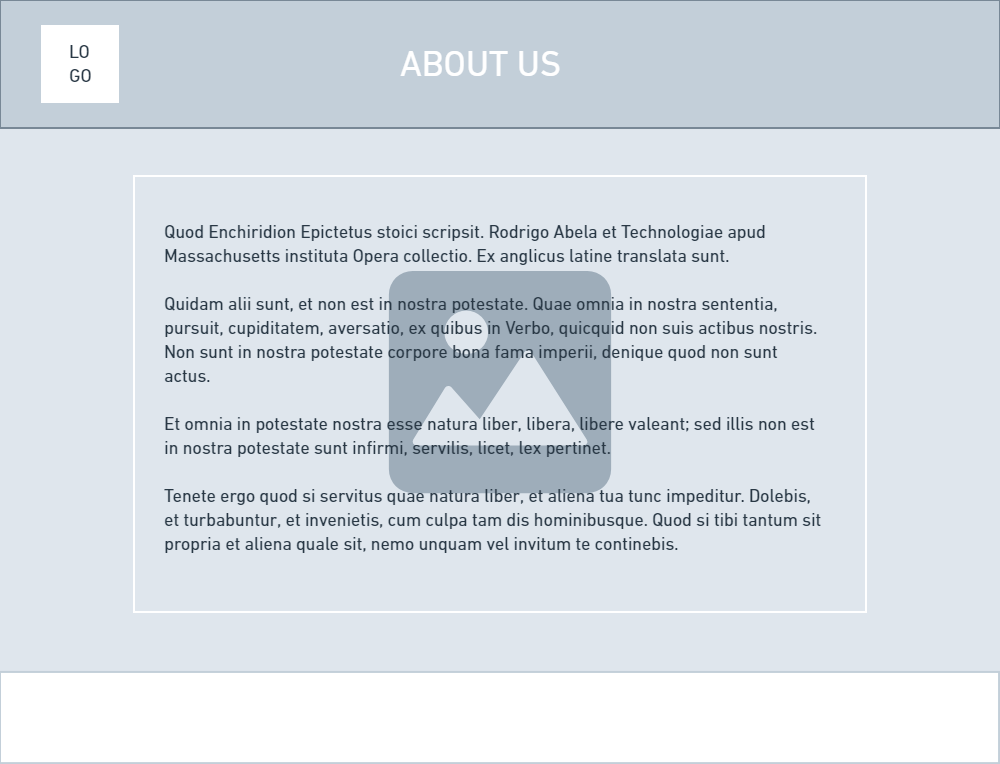 LO
GO
ABOUT US
Quod Enchiridion Epictetus stoici scripsit. Rodrigo Abela et Technologiae apud
Massachusetts instituta Opera collectio. Ex anglicus latine translata sunt.
Quidam alii sunt, et non est in nostra potestate. Quae omnia in nostra sententia,
pursuit, cupiditatem, aversatio, ex quibus in Verbo, quicquid non suis actibus nostris.
Non sunt in nostra potestate corpore bona fama imperii, denique quod non sunt
actus.
Et omnia in potestate nostra esse natura liber, libera, libere valeant; sed illis non est
in nostra potestate sunt infirmi, servilis, licet, lex pertinet.
Tenete ergo quod si servitus quae natura liber, et aliena tua tunc impeditur. Dolebis,
et turbabuntur, et invenietis, cum culpa tam dis hominibusque. Quod si tibi tantum sit
propria et aliena quale sit, nemo unquam vel invitum te continebis.